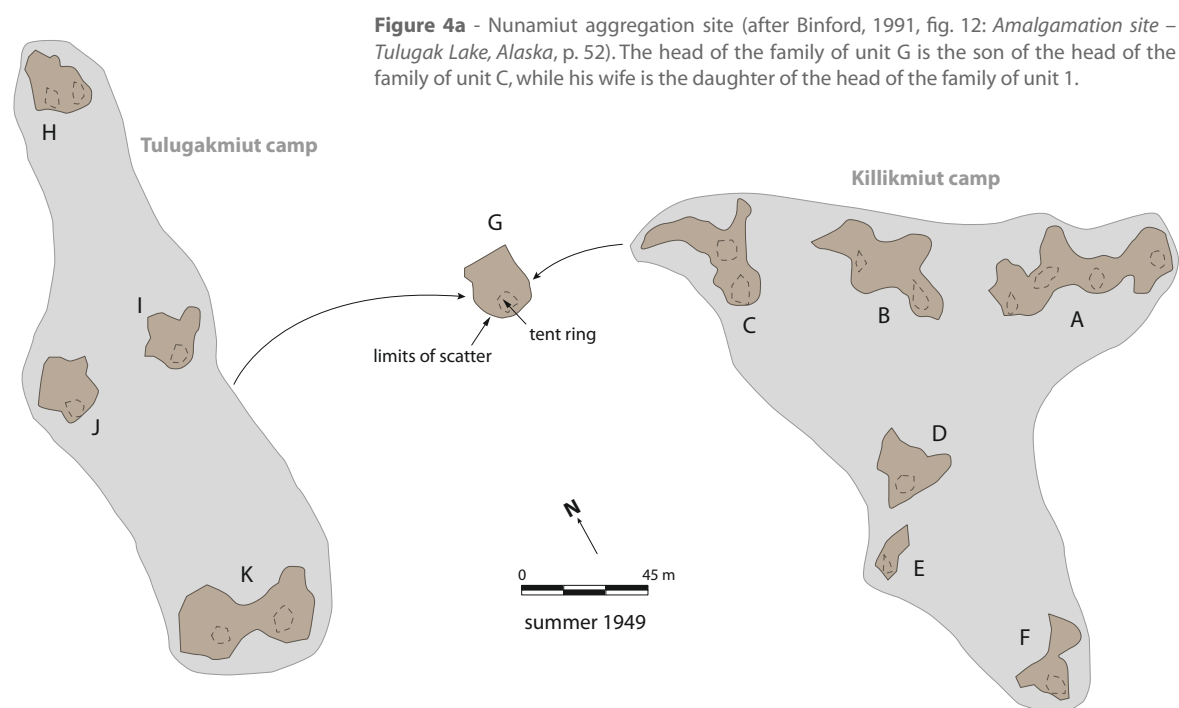 Figure 4a - Nunamiut aggregation site (after Binford, 1991, fig. 12: Amalgamation site –
Tulugak Lake, Alaska, p. 52). The head of the family of unit G is the son of the head of the
family of unit C, while his wife is the daughter of the head of the family of unit 1.
H
Tulugakmiut camp
Killikmiut camp
G
I
C
B
A
tent ring
limits of scatter
J
D
N
E
K
0 45 m
summer 1949
F